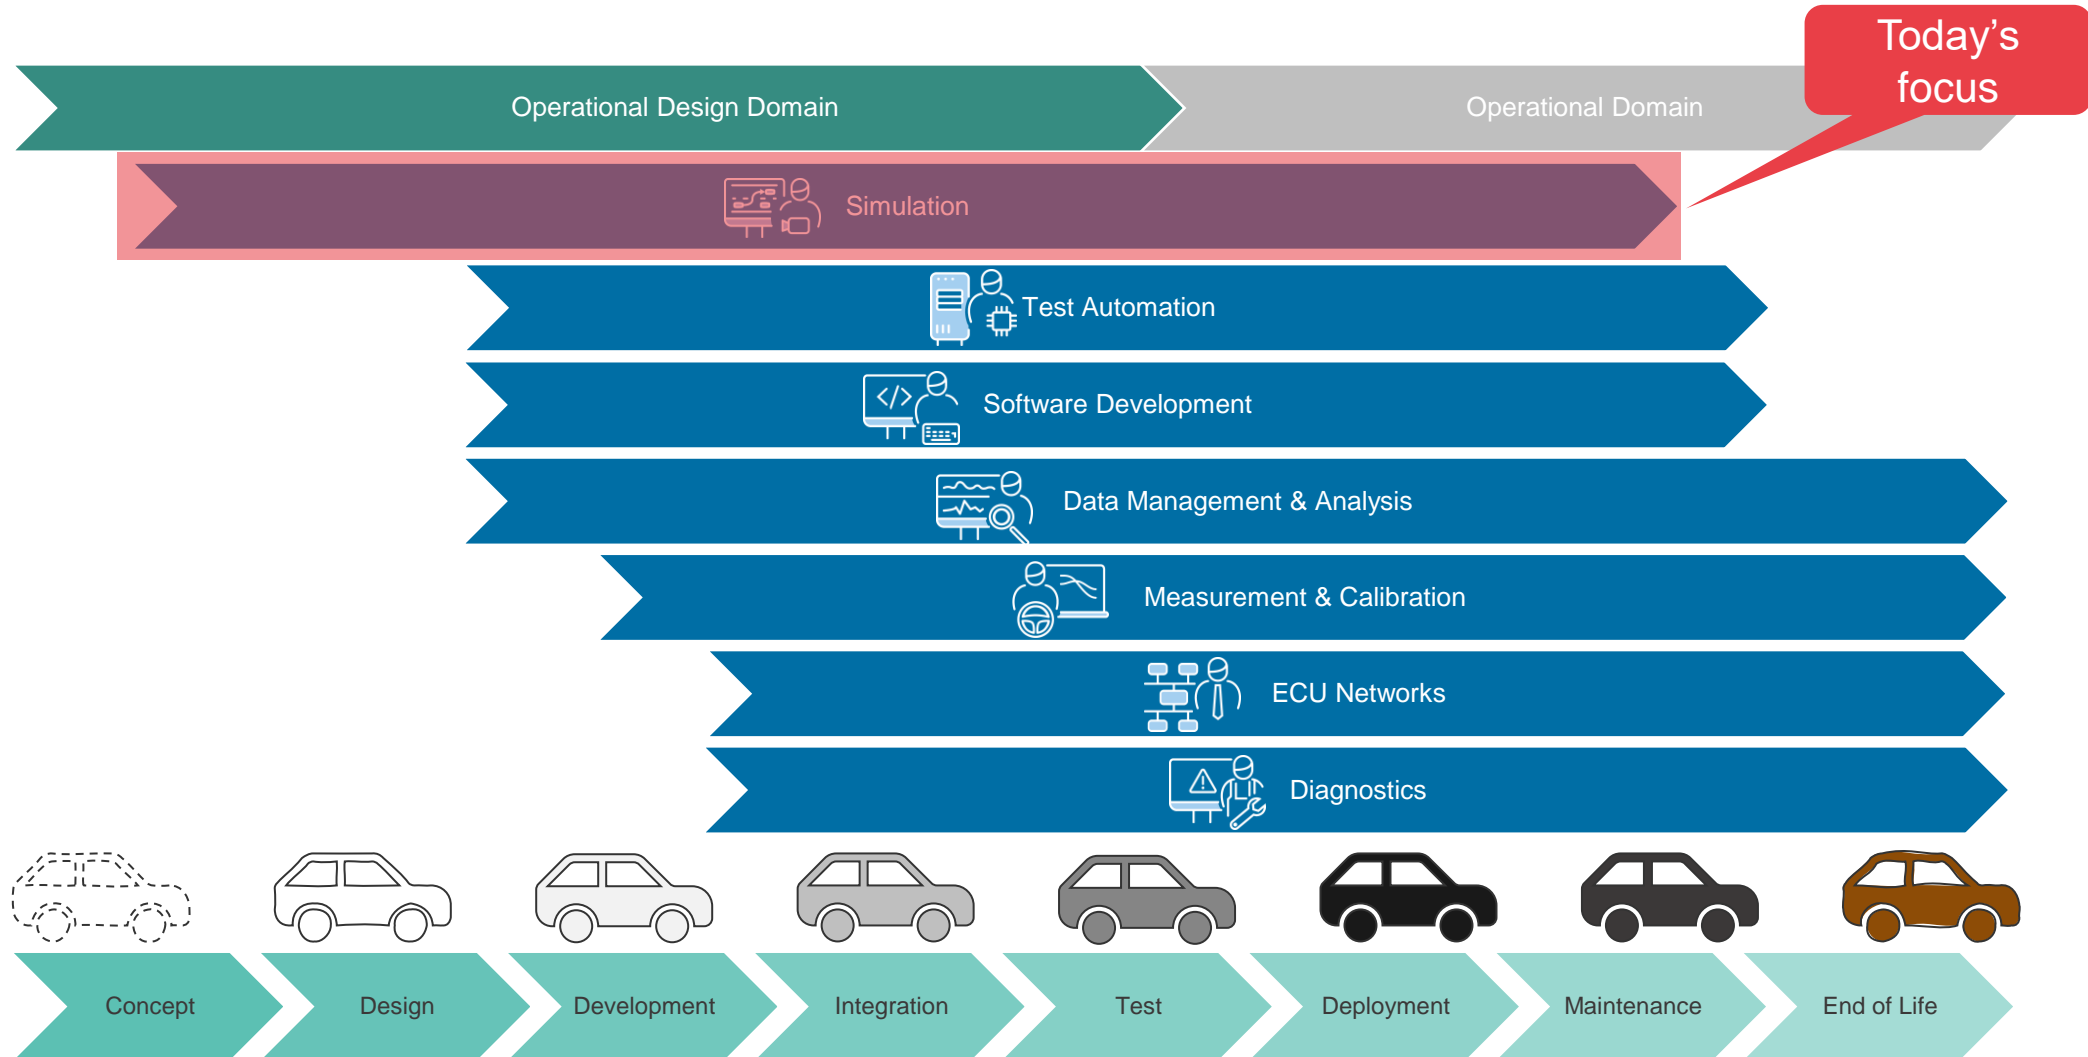 Today’s
focus
Operational Design Domain
Operational Domain
Simulation
Test Automation
</>
Software Development
Data Management & Analysis
Measurement & Calibration
ECU Networks
Diagnostics
Concept
Design
Development
Integration
Test
Deployment
Maintenance
End of Life